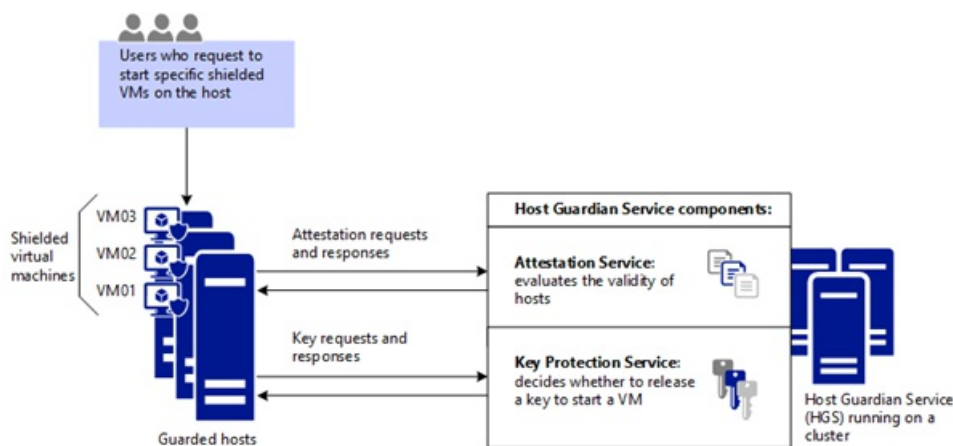 Users who request to
start specific shielded
VMs on the host
VM03
VM02
VM01
Shielded
virtual
machines
Attestation requests
and responses
Key requests and
responses
Guarded hosts
Host Guardian Service components:
Attestation Service:
evaluates the validity of
hosts
Key Protection Service:
decides whether to release
a key to start a VM
Host Guardian Service
(HGS) running on a
cluster